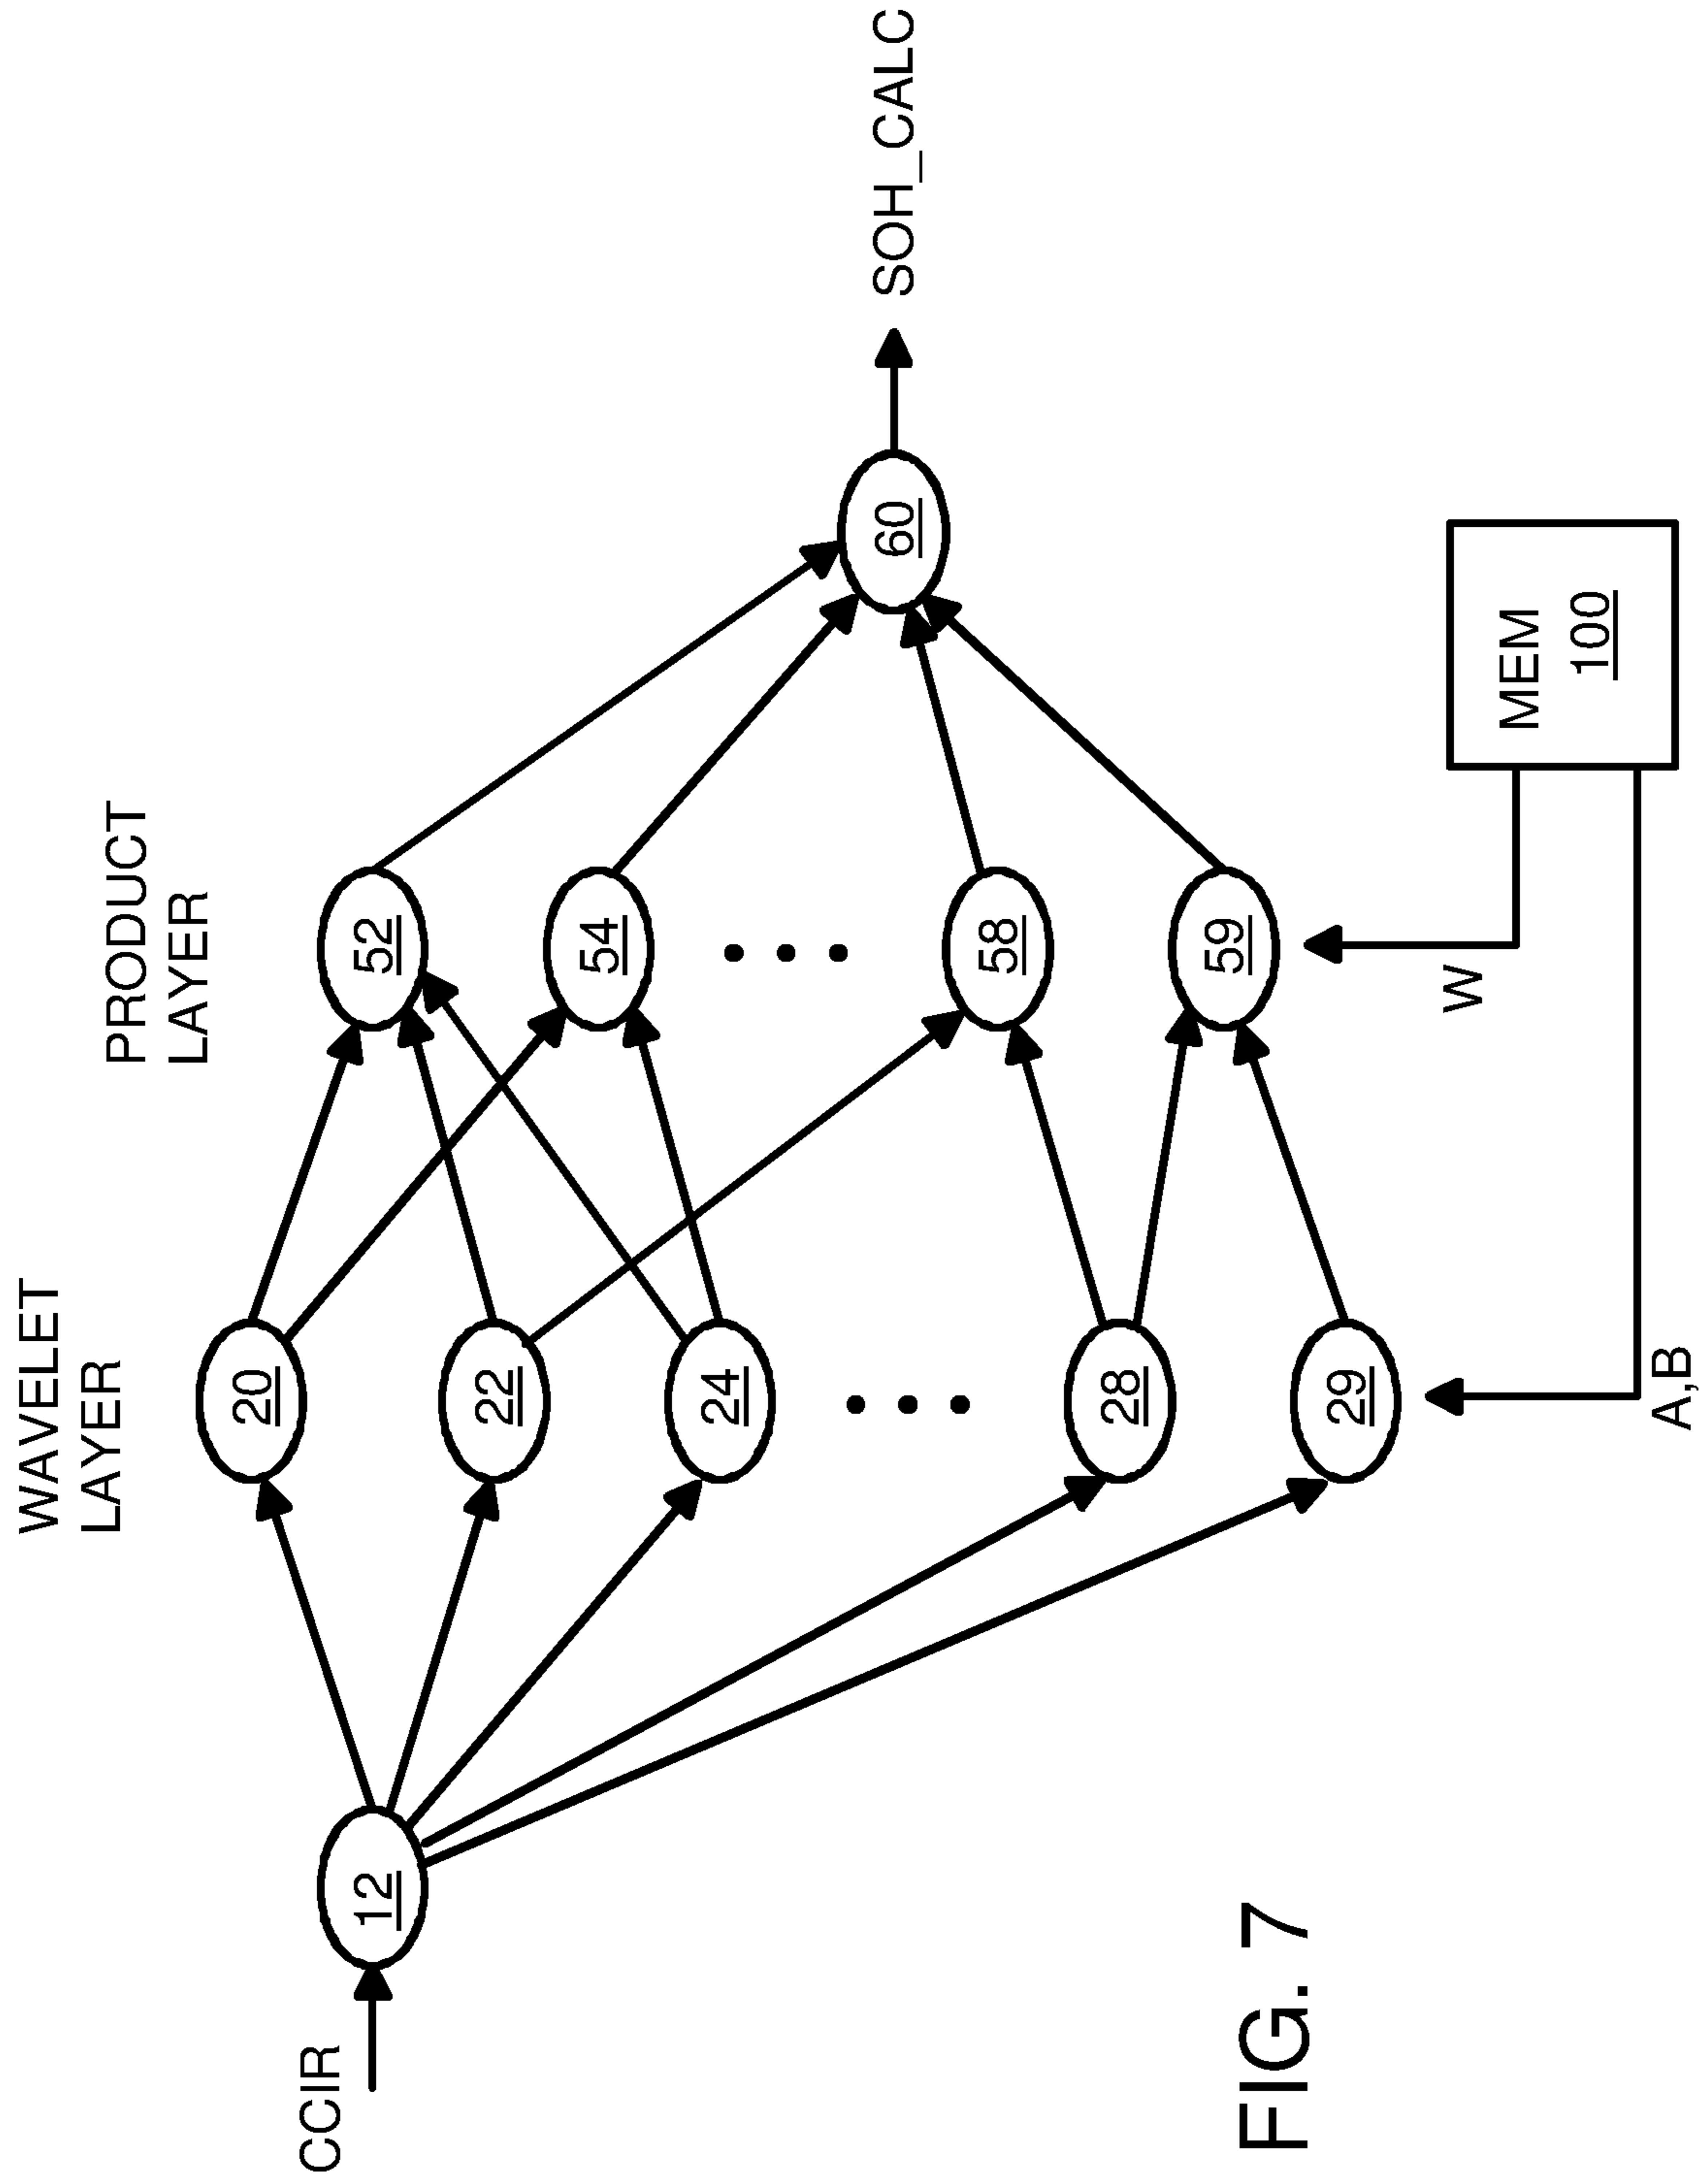 WAVELET
LAYER
PRODUCT
LAYER
CCIR
12
20
22
24
28
29
52
54
58
59
60
SOH_CALC
W
A,B
MEM
100
FIG. 7